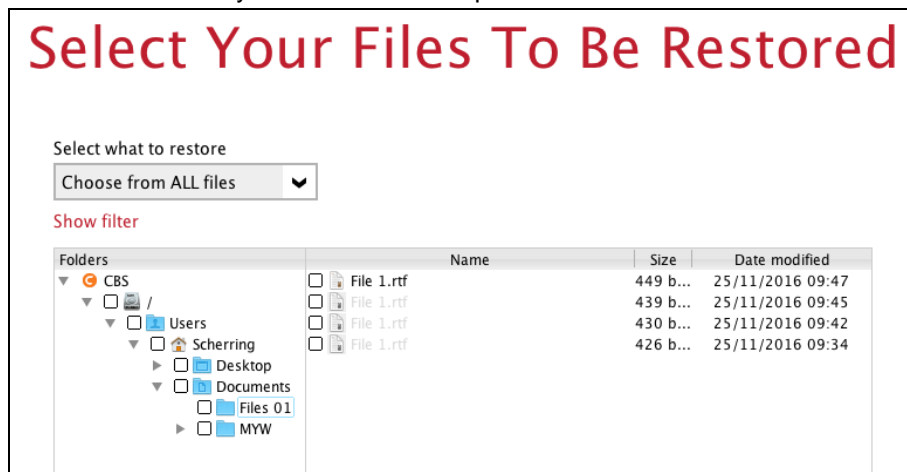 Select Your Files To Be Restored
Select what to restore
Choose from ALL files
Show filter
Folders Name Size Date modified
CBS File 1.rtf 449 b... 25/11/2016 09:47
/ File 1.rtf 439 b... 25/11/2016 09:45
Users File 1.rtf 430 b... 25/11/2016 09:42
Scherring File 1.rtf 426 b... 25/11/2016 09:34
Desktop
Documents
Files 01
MYW